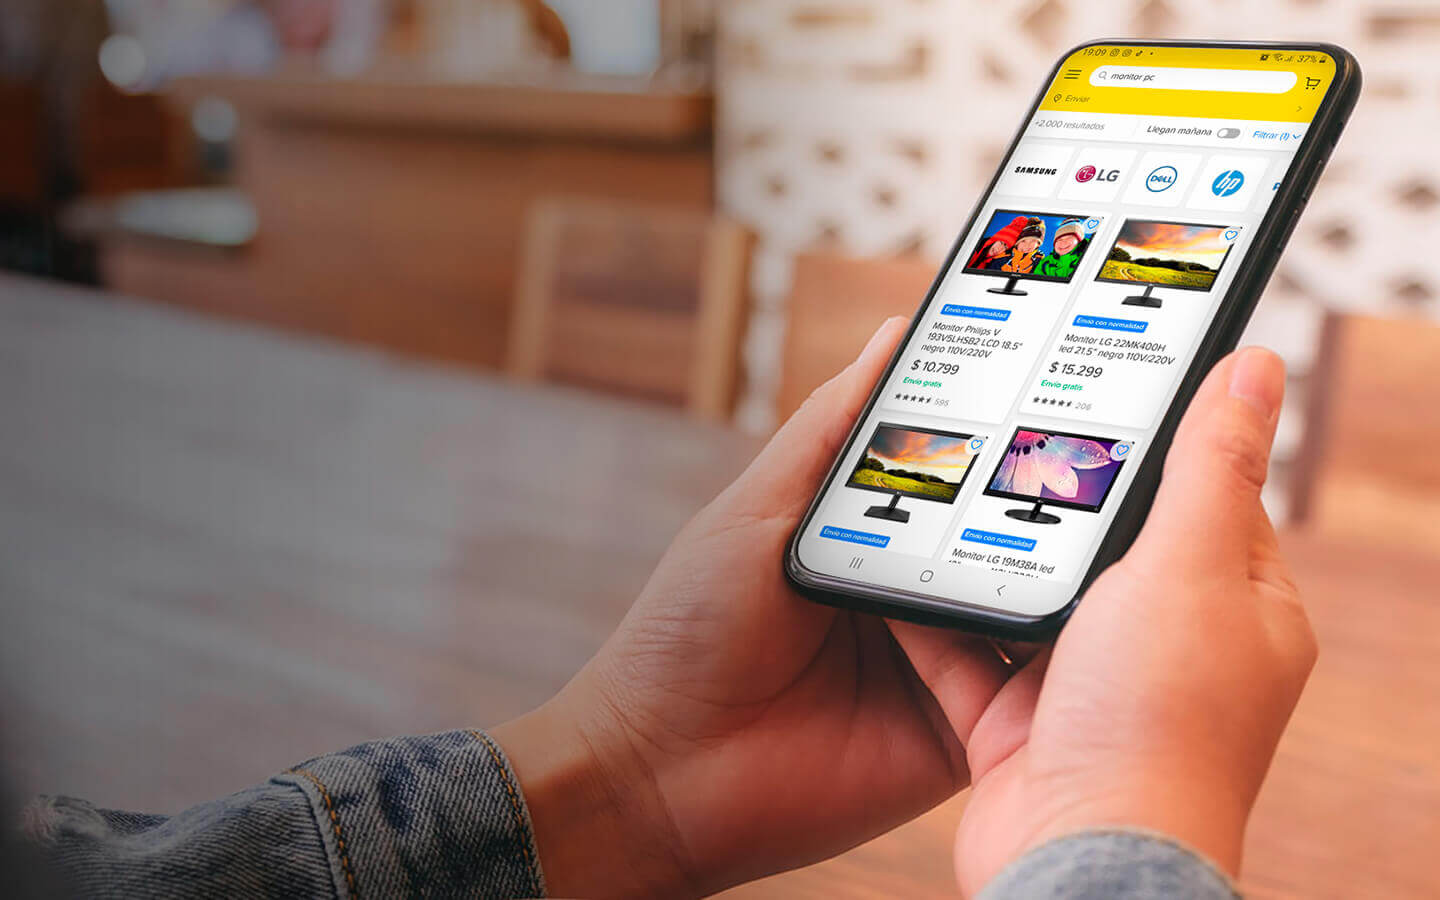 19:09
37%
monitor pc
Enviar
+2.000 resultados
Llegan mañana
Filtrar (1)
SAMSUNG
LG
DELL
hp
Envío con normalidad
Monitor Philips V
193V5LHSB2 LCD 18.5"
negro 110V/220V
$ 10.799
Envío gratis
595
Envío con normalidad
Monitor LG 22MK400H
led 21.5" negro 110V/220V
$ 15.299
Envío gratis
206
Envío con normalidad
Envío con normalidad
Monitor LG 19M38A led